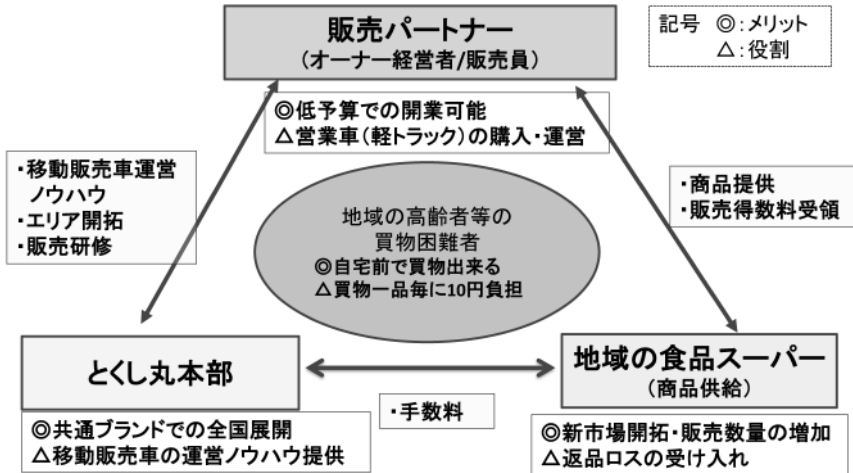 販売パートナー
(オーナー経営者/販売員)
記号 ◎:メリット
△:役割
◎低予算での開業可能
△営業車(軽トラック)の購入・運営
・移動販売車運営
ノウハウ
・エリア開拓
・販売研修
・商品提供
・販売得数料受領
地域の高齢者等の
買物困難者
◎自宅前で買物出来る
△買物一品毎に10円負担
とくし丸本部
地域の食品スーパー
(商品供給)
・手数料
◎共通ブランドでの全国展開
△移動販売車の運営ノウハウ提供
◎新市場開拓・販売数量の増加
△返品ロスの受け入れ